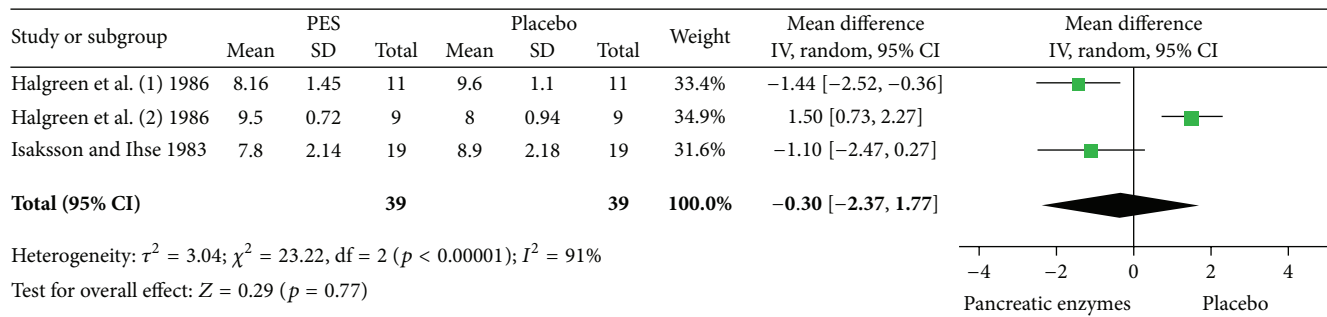 Study or subgroup PES Placebo Weight Mean difference Mean difference
Mean SD Total Mean SD Total IV, random, 95% CI IV, random, 95% CI
Halgreen et al. (1) 1986 8.16 1.45 11 9.6 1.1 11 33.4% −1.44 [−2.52, −0.36]
Halgreen et al. (2) 1986 9.5 0.72 9 8 0.94 9 34.9% 1.50 [0.73, 2.27]
Isaksson and Ihse 1983 7.8 2.14 19 8.9 2.18 19 31.6% −1.10 [−2.47, 0.27]
Total (95% CI) 39 39 100.0% −0.30 [−2.37, 1.77]
Heterogeneity: τ² = 3.04; χ² = 23.22, df = 2 (p < 0.00001); I² = 91%
Test for overall effect: Z = 0.29 (p = 0.77)
−4 −2 0 2 4
Pancreatic enzymes Placebo